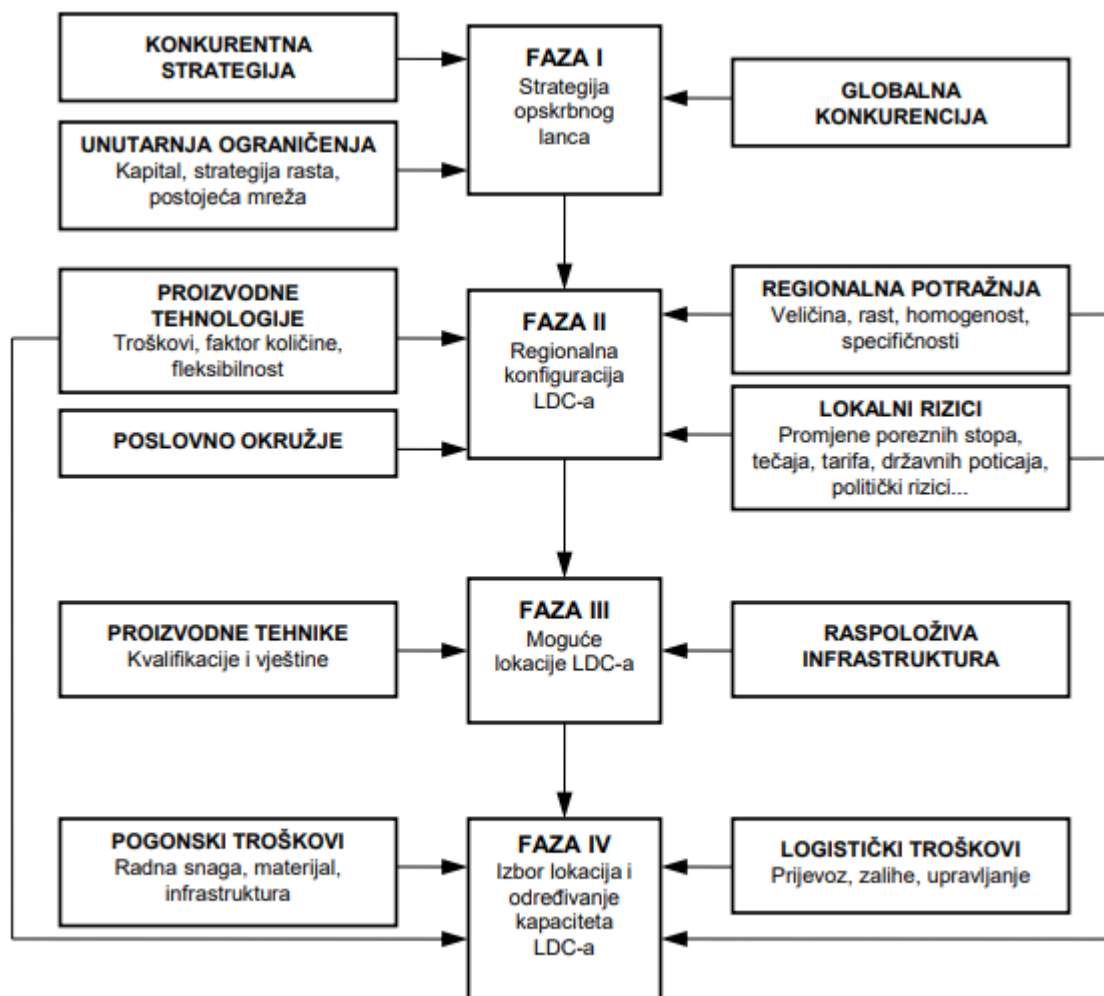 KONKURENTNA
STRATEGIJA
FAZA I
Strategija
opskrbnog
lanca
GLOBALNA
KONKURENCIJA
UNUTARNJA OGRANIČENJA
Kapital, strategija rasta,
postojeća mreža
PROIZVODNE
TEHNOLOGIJE
Troškovi, faktor količine,
fleksibilnost
FAZA II
Regionalna
konfiguracija
LDC-a
REGIONALNA POTRAŽNJA
Veličina, rast, homogenost,
specifičnosti
POSLOVNO OKRUŽJE
LOKALNI RIZICI
Promjene poreznih stopa,
tečaja, tarifa, državnih poticaja,
politički rizici...
PROIZVODNE TEHNIKE
Kvalifikacije i vještine
FAZA III
Moguće
lokacije LDC-a
RASPOLOŽIVA
INFRASTRUKTURA
POGONSKI TROŠKOVI
Radna snaga, materijal,
infrastruktura
FAZA IV
Izbor lokacija i
određivanje
kapaciteta
LDC-a
LOGISTIČKI TROŠKOVI
Prijevoz, zalihe, upravljanje